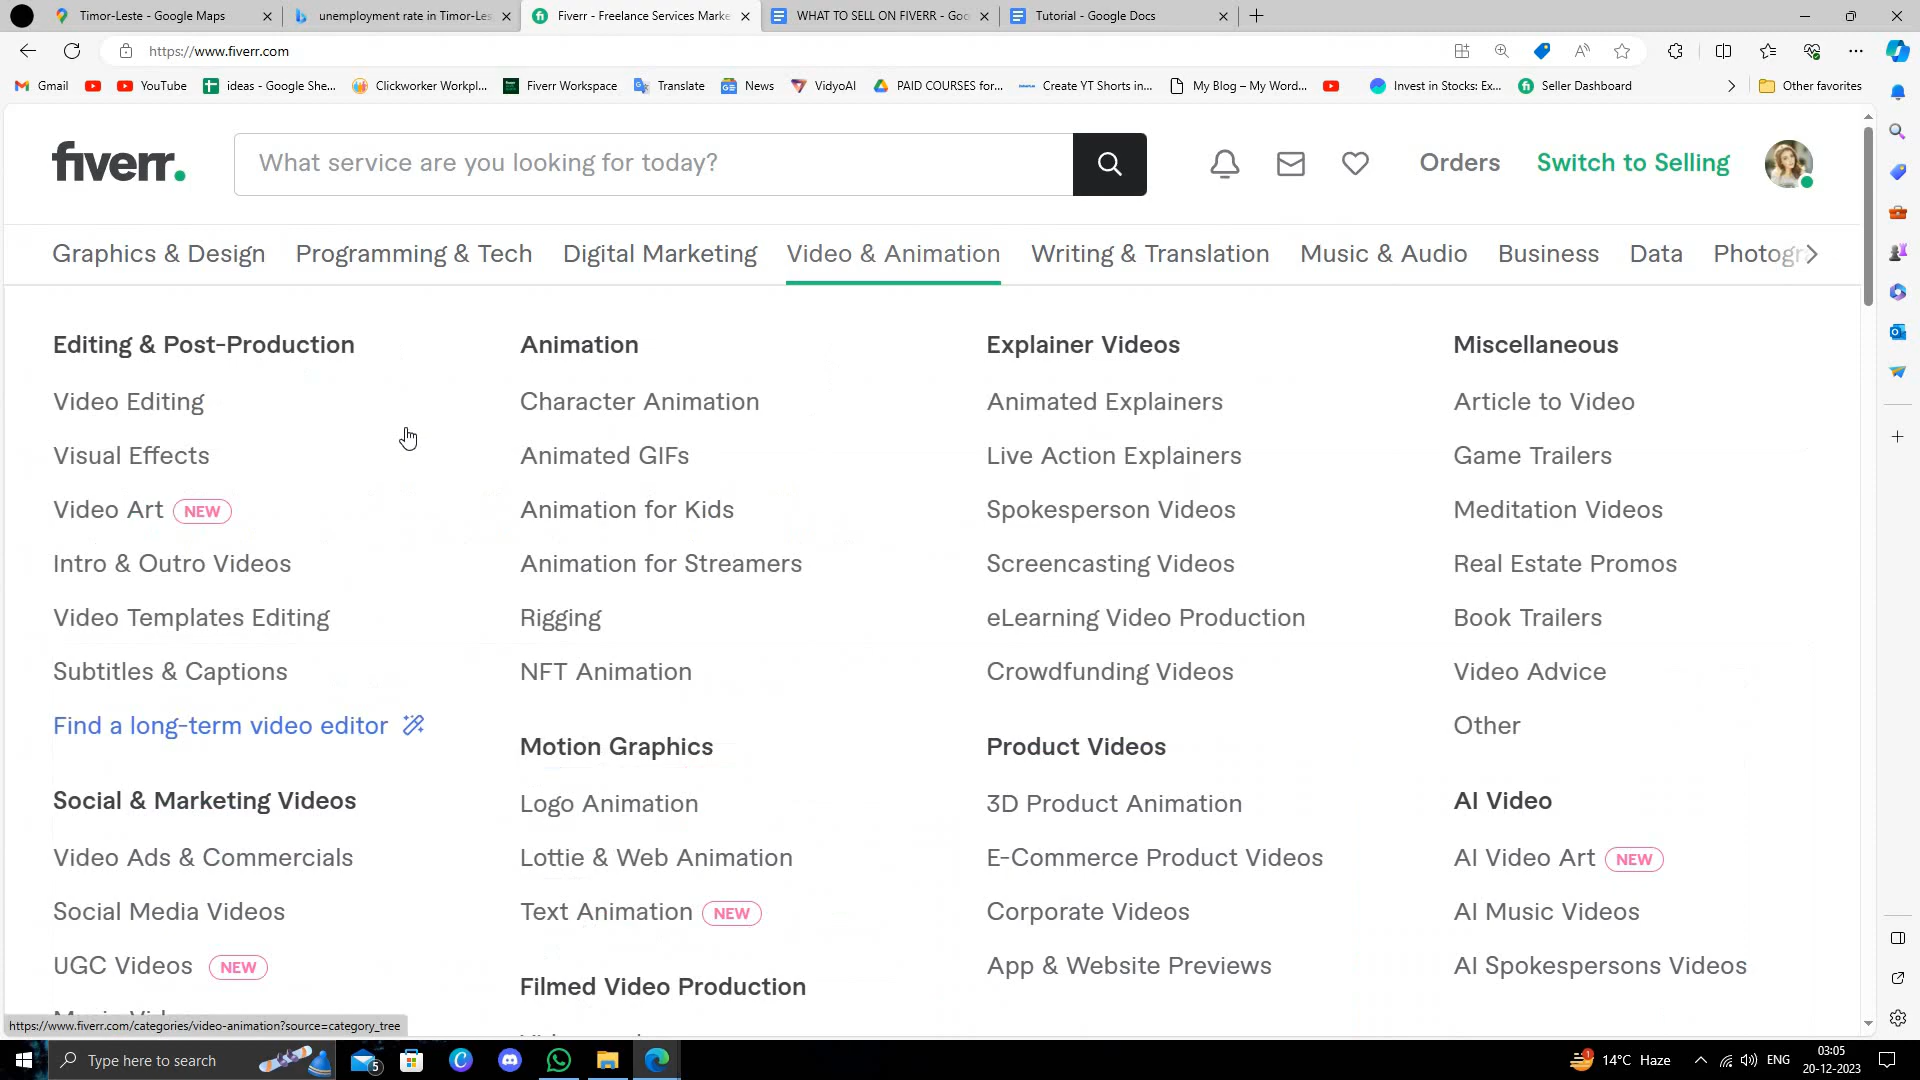 Timor-Leste - Google Maps
unemployment rate in Timor-Les
Fiverr - Freelance Services Marke
WHAT TO SELL ON FIVERR - Goo
Tutorial - Google Docs
https://www.fiverr.com
Gmail
YouTube
ideas - Google She...
Clickworker Workpl...
Fiverr Workspace
Translate
News
VidyoAI
PAID COURSES for...
Create YT Shorts in...
My Blog – My Word...
Invest in Stocks: Ex...
Seller Dashboard
Other favorites
fiverr.
What service are you looking for today?
Orders
Switch to Selling
Graphics & Design
Programming & Tech
Digital Marketing
Video & Animation
Writing & Translation
Music & Audio
Business
Data
Photogr
Editing & Post-Production
Video Editing
Visual Effects
Video Art NEW
Intro & Outro Videos
Video Templates Editing
Subtitles & Captions
Find a long-term video editor
Social & Marketing Videos
Video Ads & Commercials
Social Media Videos
UGC Videos NEW
Animation
Character Animation
Animated GIFs
Animation for Kids
Animation for Streamers
Rigging
NFT Animation
Motion Graphics
Logo Animation
Lottie & Web Animation
Text Animation NEW
Filmed Video Production
Explainer Videos
Animated Explainers
Live Action Explainers
Spokesperson Videos
Screencasting Videos
eLearning Video Production
Crowdfunding Videos
Product Videos
3D Product Animation
E-Commerce Product Videos
Corporate Videos
App & Website Previews
Miscellaneous
Article to Video
Game Trailers
Meditation Videos
Real Estate Promos
Book Trailers
Video Advice
Other
AI Video
AI Video Art NEW
AI Music Videos
AI Spokespersons Videos
https://www.fiverr.com/categories/video-animation?source=category_tree
Type here to search
5
1
14°C Haze
ENG
03:05
20-12-2023